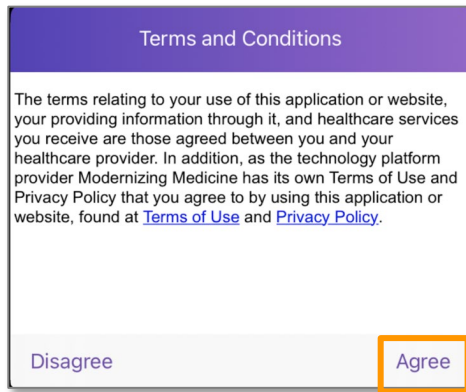 Terms and Conditions
The terms relating to your use of this application or website,
your providing information through it, and healthcare services
you receive are those agreed between you and your
healthcare provider. In addition, as the technology platform
provider Modernizing Medicine has its own Terms of Use and
Privacy Policy that you agree to by using this application or
website, found at Terms of Use and Privacy Policy.
Disagree Agree